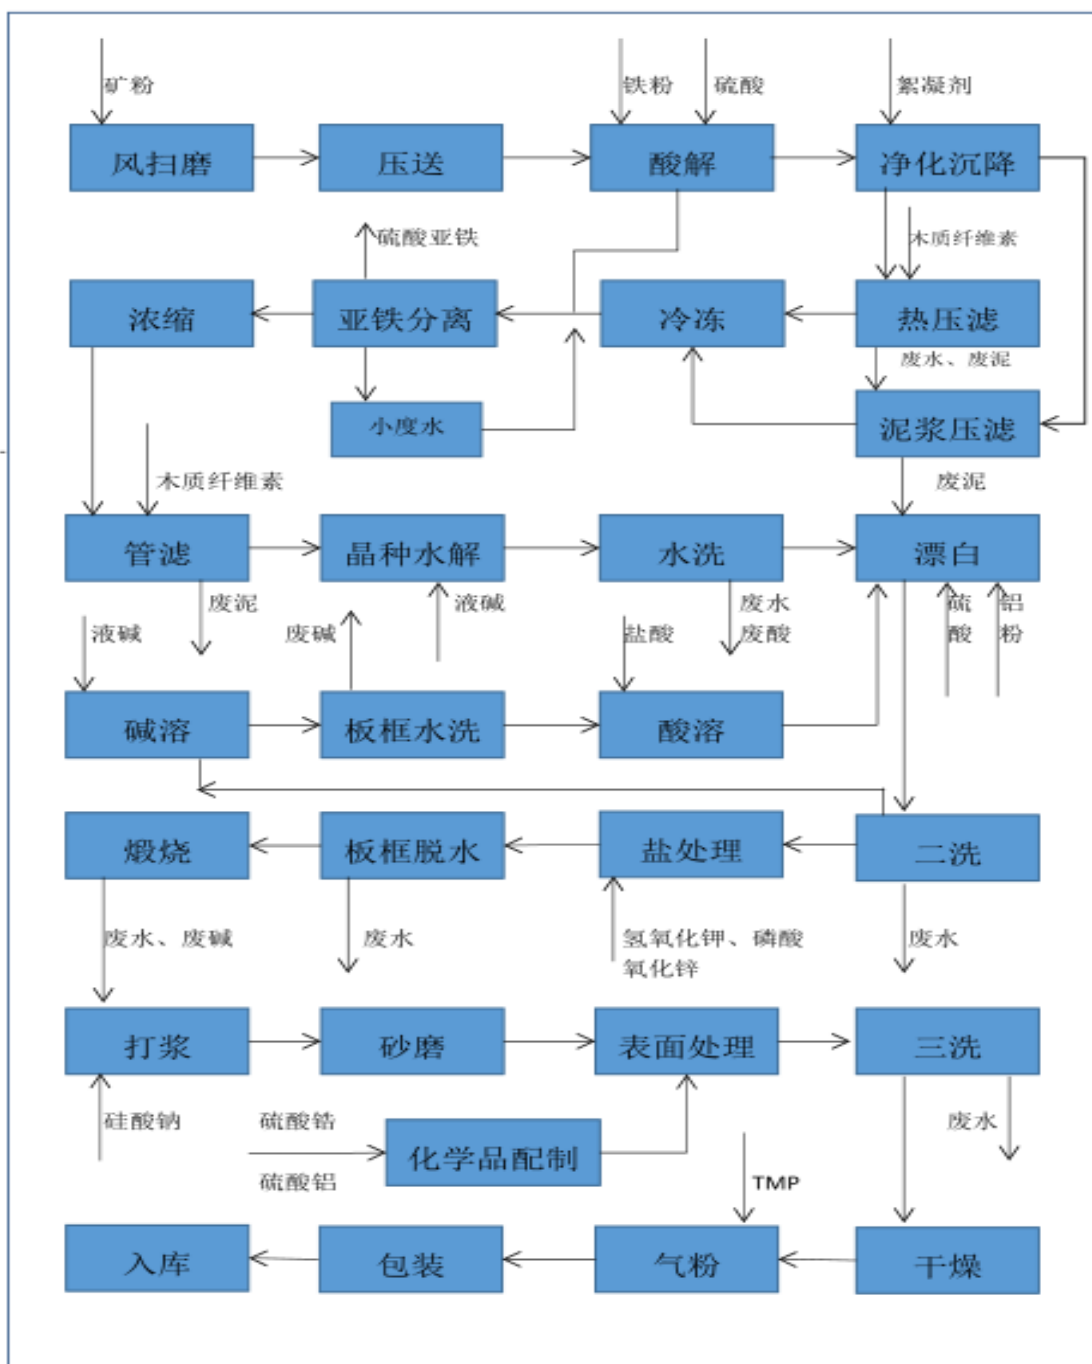 矿粉
铁粉
硫酸
絮凝剂
风扫磨
压送
酸解
净化沉降
硫酸亚铁
木质纤维素
浓缩
亚铁分离
冷冻
热压滤
废水、废泥
小度水
泥浆压滤
木质纤维素
废泥
管滤
晶种水解
水洗
漂白
液碱
废泥
废碱
液碱
盐酸
废水
废酸
硫
酸
铝
粉
碱溶
板框水洗
酸溶
煅烧
板框脱水
盐处理
二洗
废水、废碱
废水
氢氧化钾、磷酸
氧化锌
废水
打浆
砂磨
表面处理
三洗
硅酸钠
硫酸锆
硫酸铝
化学品配制
废水
TMP
入库
包装
气粉
干燥